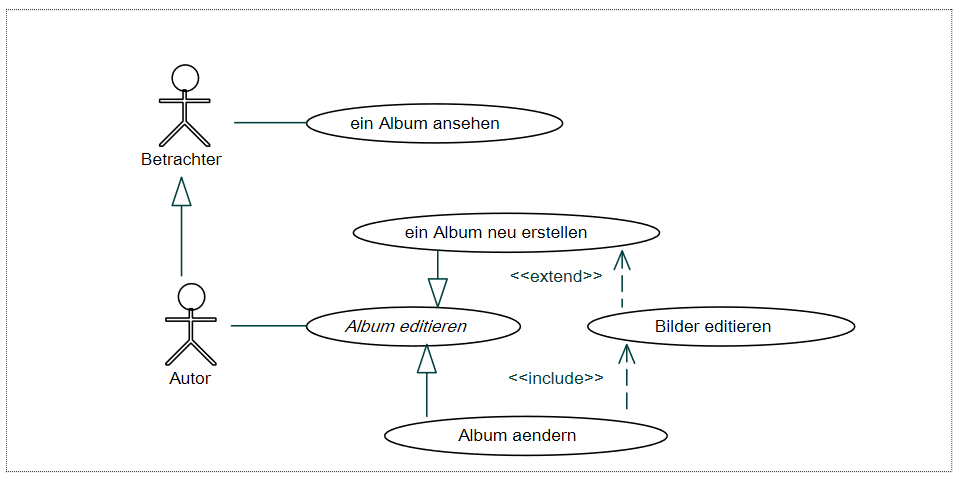 ein Album ansehen
Betrachter
ein Album neu erstellen
<<extend>>
Album editieren
Bilder editieren
Autor
<<include>>
Album aendern